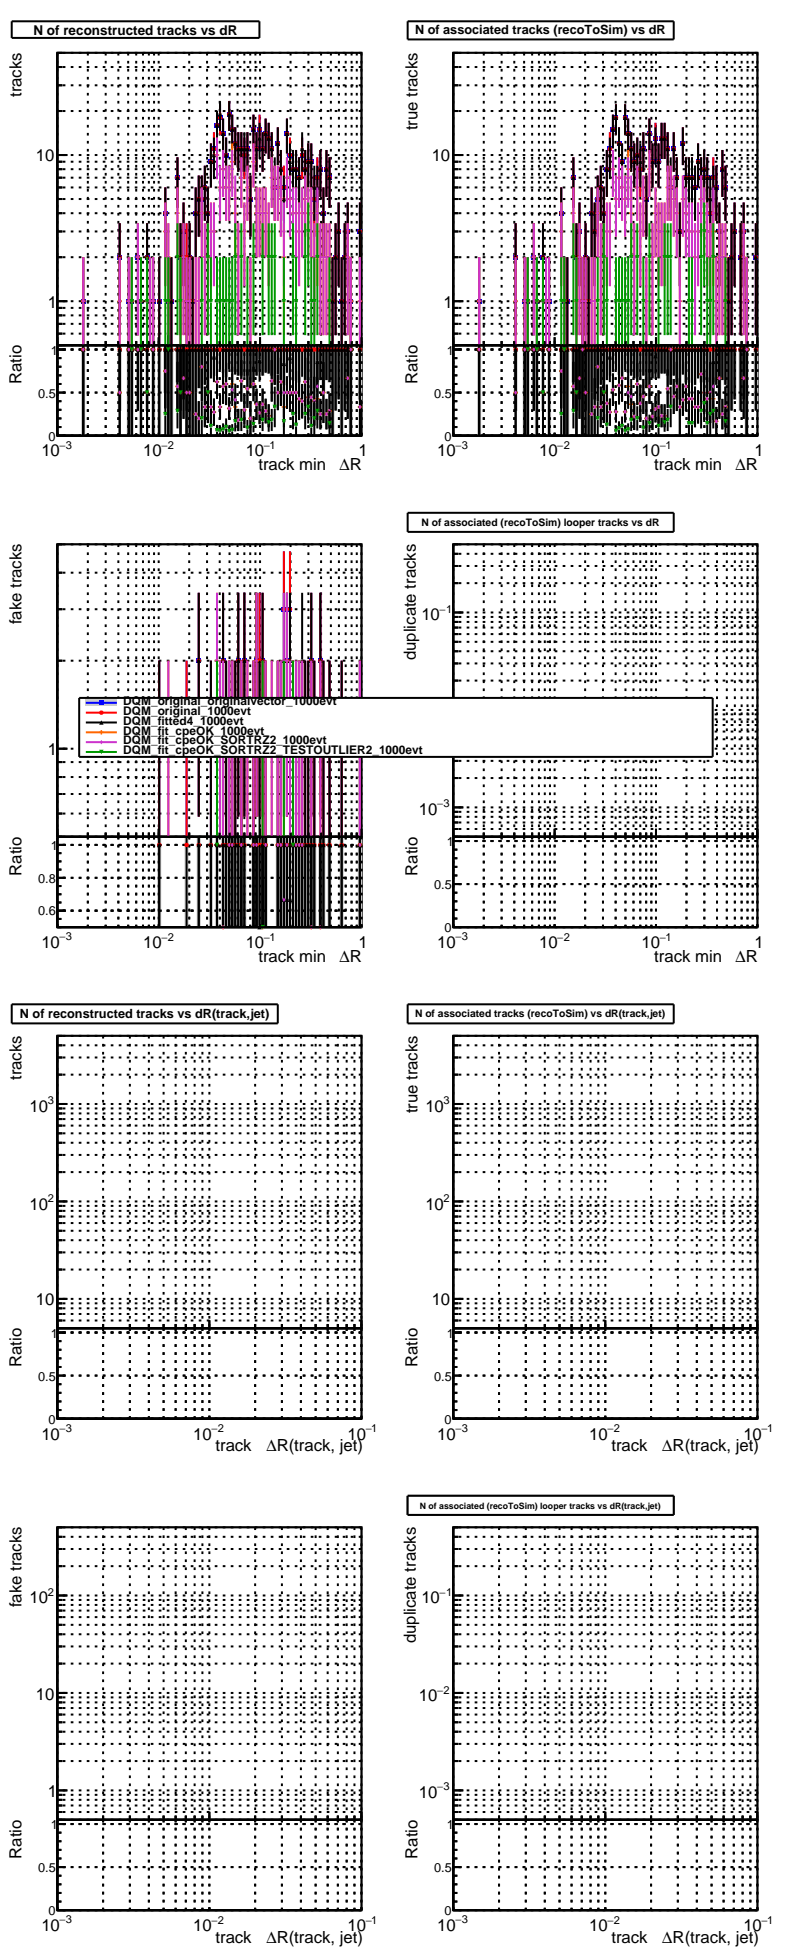 N of reconstructed tracks vs dR
tracks
10
1
Ratio
1
0.5
0
10−3 10−2 10−1 1
track min ΔR
N of associated tracks (recoToSim) vs dR
true tracks
10
1
Ratio
1
0.5
0
10−3 10−2 10−1 1
track min ΔR
fake tracks
1
Ratio
1
0.8
0.6
10−3 10−2 10−1 1
track min ΔR
N of associated (recoToSim) looper tracks vs dR
duplicate tracks
10−1
10−3
Ratio
1
0.5
0
10−3 10−2 10−1 1
track min ΔR
DQM_original_originalvector_1000evt
DQM_original_1000evt
DQM_fitted4_1000evt
DQM_fit_cpeOK_1000evt
DQM_fit_cpeOK_SORTRZ2_1000evt
DQM_fit_cpeOK_SORTRZ2_TESTOUTLIER2_1000evt
N of reconstructed tracks vs dR(track,jet)
tracks
103
102
10
Ratio
1
0.5
0
10−3 10−2 10−1
track ΔR(track, jet)
N of associated tracks (recoToSim) vs dR(track,jet)
true tracks
103
102
10
Ratio
1
0.5
0
10−3 10−2 10−1
track ΔR(track, jet)
fake tracks
102
10
1
Ratio
1
0.5
0
10−3 10−2 10−1
track ΔR(track, jet)
N of associated (recoToSim) looper tracks vs dR(track,jet)
duplicate tracks
10−1
10−2
10−3
Ratio
1
0.5
0
10−3 10−2 10−1
track ΔR(track, jet)